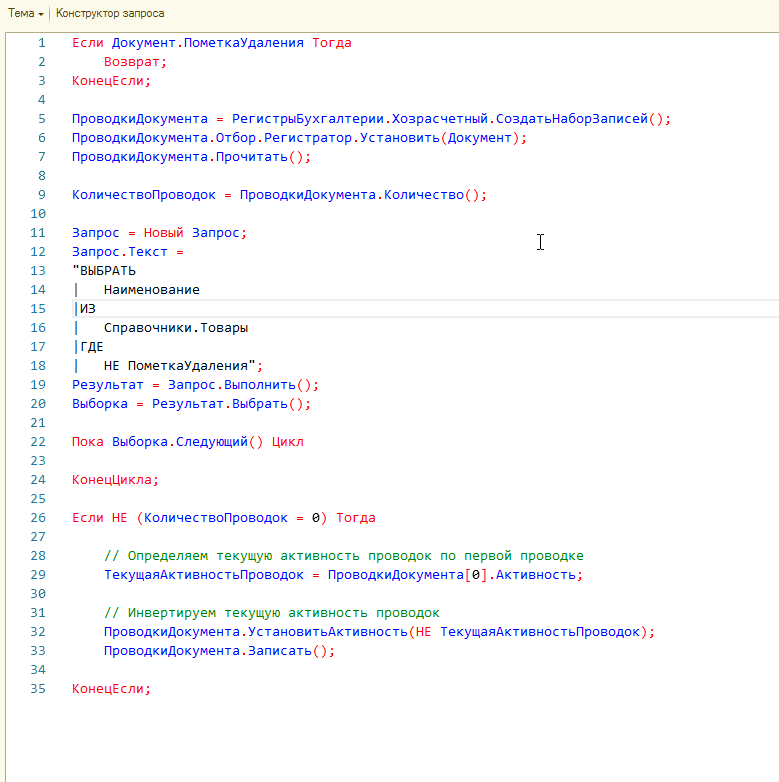 Тема Конструктор запроса
1 Если Документ.ПометкаУдаления Тогда
2 Возврат;
3 КонецЕсли;
4
5 ПроводкиДокумента = РегистрыБухгалтерии.Хозрасчетный.СоздатьНаборЗаписей();
6 ПроводкиДокумента.Отбор.Регистратор.Установить(Документ);
7 ПроводкиДокумента.Прочитать();
8
9 КоличествоПроводок = ПроводкиДокумента.Количество();
10
11 Запрос = Новый Запрос;
12 Запрос.Текст =
13 "ВЫБРАТЬ
14 | Наименование
15 |ИЗ
16 | Справочники.Товары
17 |ГДЕ
18 | НЕ ПометкаУдаления";
19 Результат = Запрос.Выполнить();
20 Выборка = Результат.Выбрать();
21
22 Пока Выборка.Следующий() Цикл
23
24 КонецЦикла;
25
26 Если НЕ (КоличествоПроводок = 0) Тогда
27
28 // Определяем текущую активность проводок по первой проводке
29 ТекущаяАктивностьПроводок = ПроводкиДокумента[0].Активность;
30
31 // Инвертируем текущую активность проводок
32 ПроводкиДокумента.УстановитьАктивность(НЕ ТекущаяАктивностьПроводок);
33 ПроводкиДокумента.Записать();
34
35 КонецЕсли;